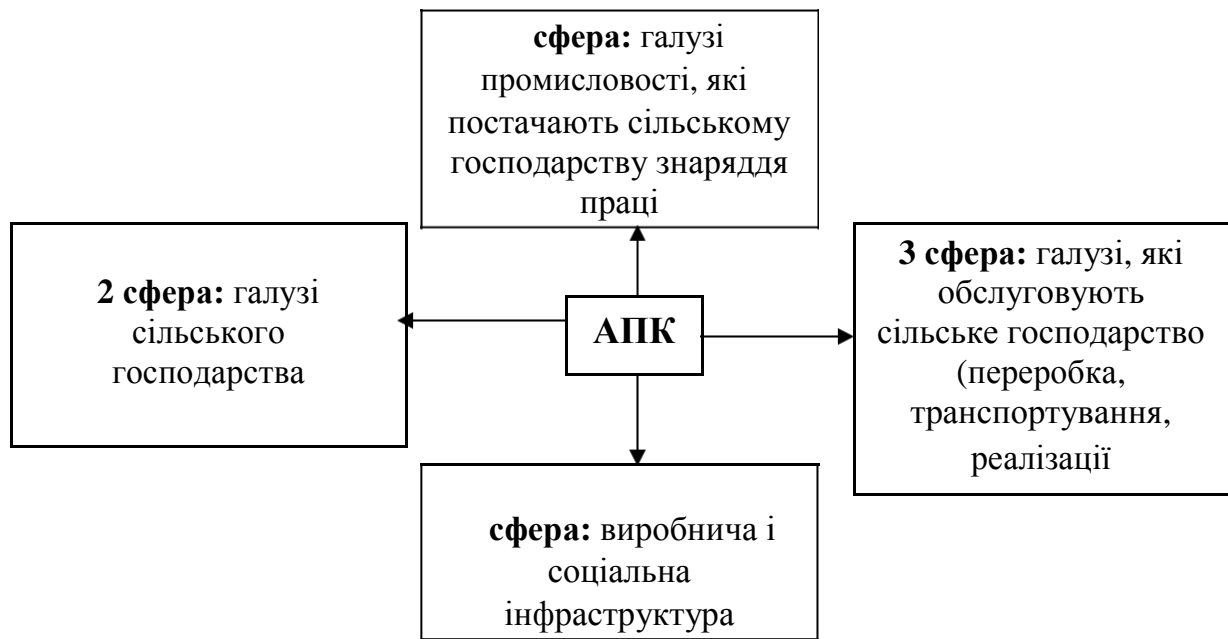 сфера: галузі
промисловості, які
постачають сільському
господарству знаряддя
праці
2 сфера: галузі
сільського
господарства
АПК
3 сфера: галузі, які
обслуговують
сільське господарство
(переробка,
транспортування,
реалізації
сфера: виробнича і
соціальна
інфраструктура